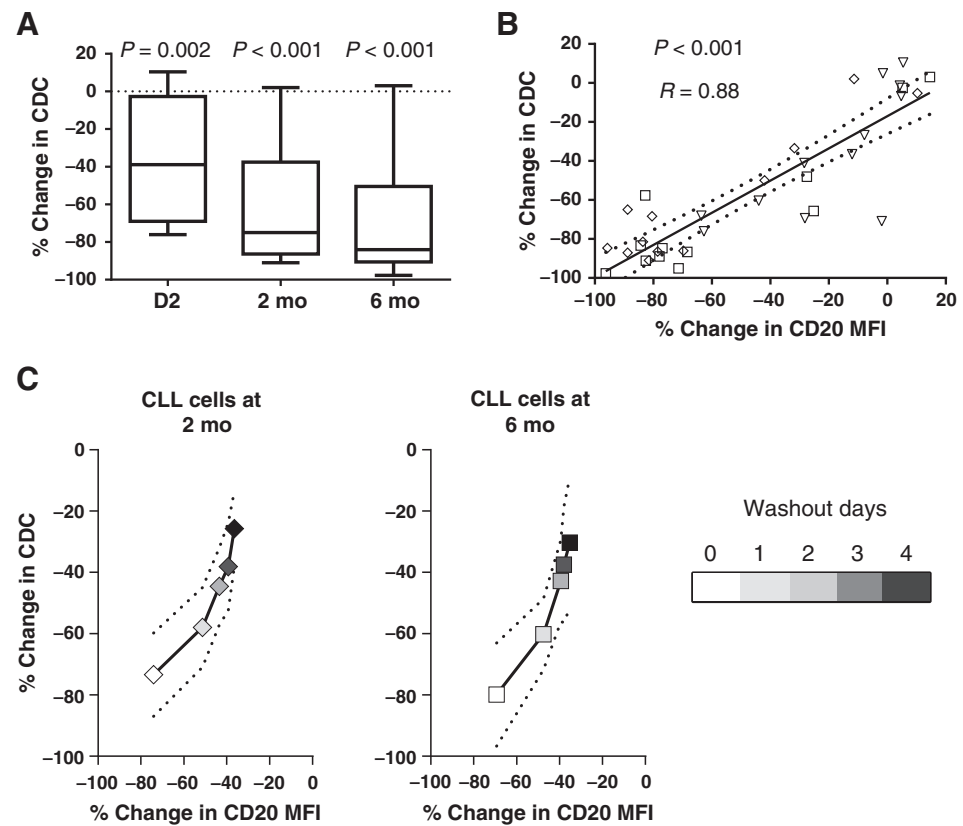 A
P = 0.002 P < 0.001 P < 0.001
% Change in CDC
20
0
−20
−40
−60
−80
−100
D2 2 mo 6 mo
B
P < 0.001
R = 0.88
% Change in CDC
20
0
−20
−40
−60
−80
−100
−100 −80 −60 −40 −20 0 20
% Change in CD20 MFI
C
CLL cells at
2 mo
% Change in CDC
0
−20
−40
−60
−80
−100
−100 −80 −60 −40 −20 0
% Change in CD20 MFI
CLL cells at
6 mo
0
−20
−40
−60
−80
−100
−100 −80 −60 −40 −20 0
% Change in CD20 MFI
Washout days
0 1 2 3 4